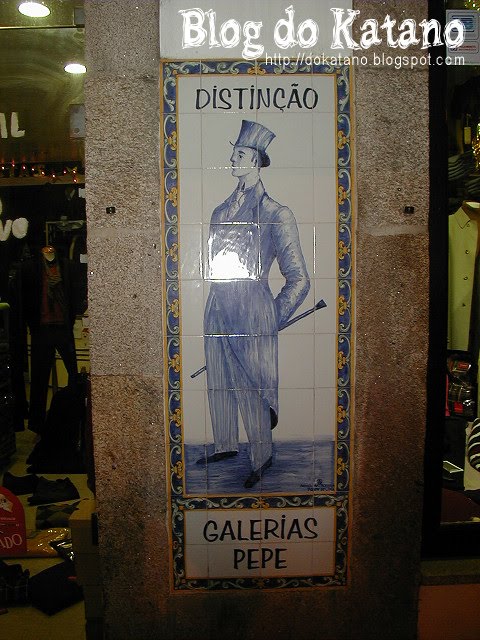 Blog do Katano
http://dokatano.blogspot.com
DISTINÇÃO
GALERIAS
PEPE